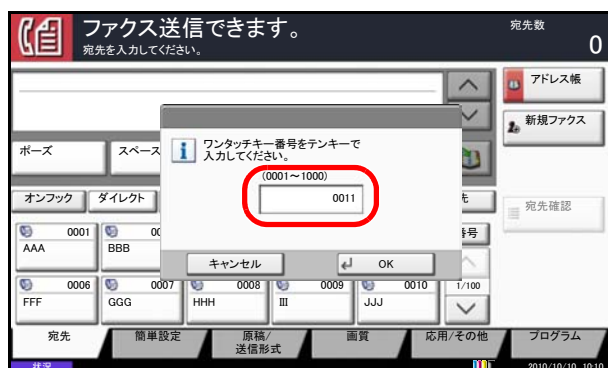 ファクス送信できます。
宛先を入力してください。
宛先数
0
アドレス帳
新規ファクス
ポーズ
スペース
ワンタッチキー番号をテンキーで
入力してください。
(0001～1000)
0011
オンフック
ダイレクト
宛先確認
0001
AAA
BBB
キャンセル
OK
0006
FFF
0007
GGG
0008
HHH
0009
III
0010
JJJ
1/100
宛先
簡単設定
原稿/
送信形式
画質
応用/その他
プログラム
状況
2010/10/10 10:10